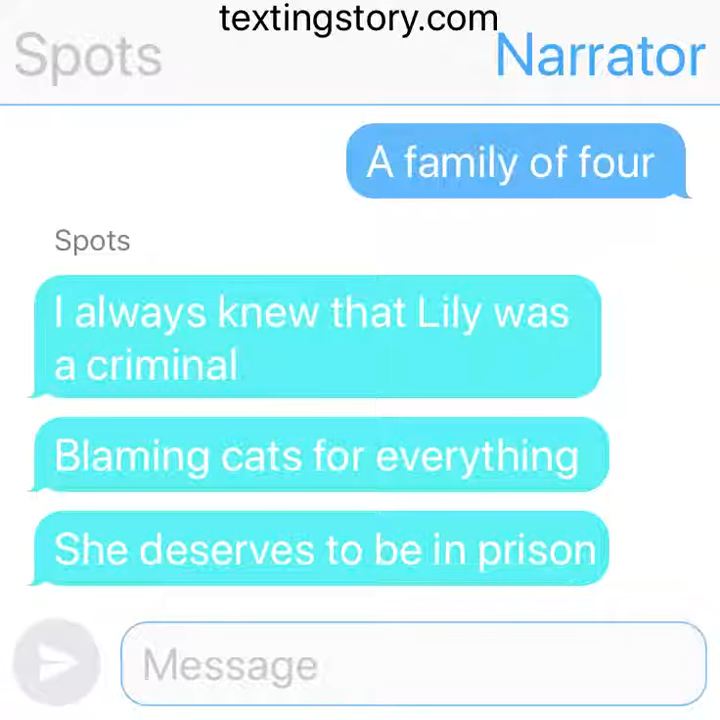 textingstory.com
Spots
Narrator
A family of four
Spots
I always knew that Lily was
a criminal
Blaming cats for everything
She deserves to be in prison
Message